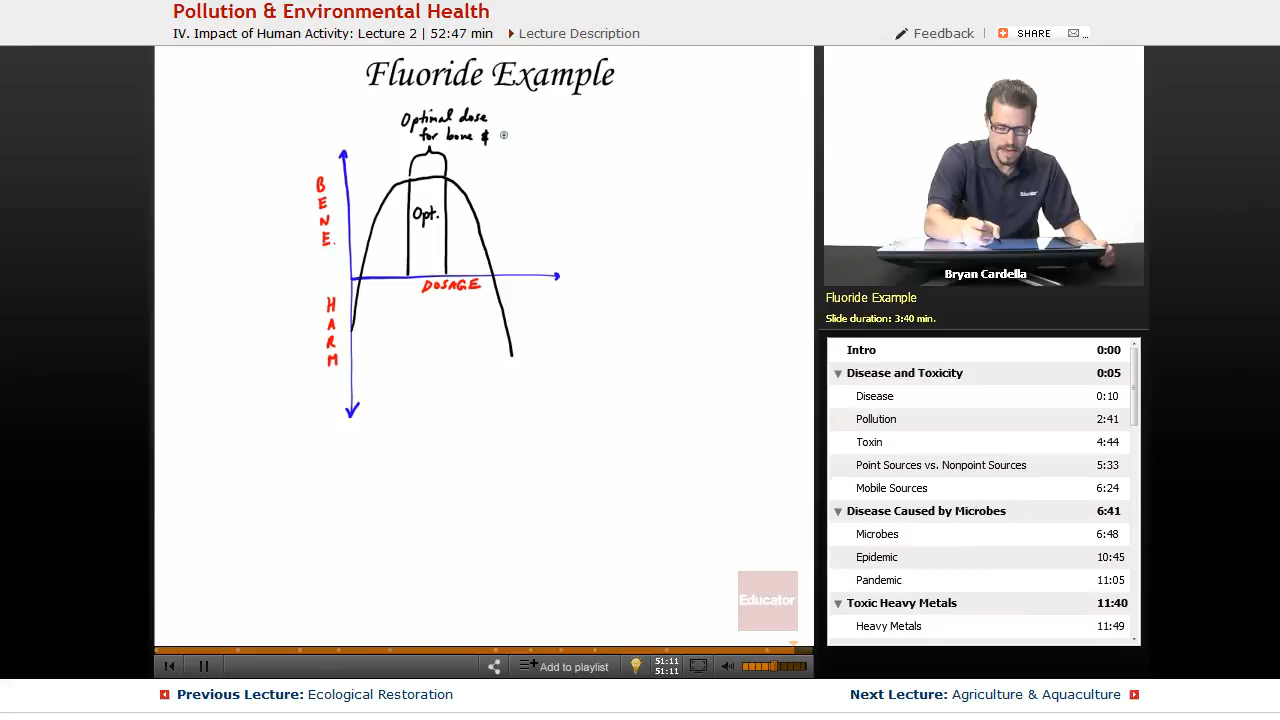 Pollution & Environmental Health
IV. Impact of Human Activity: Lecture 2 | 52:47 min
Lecture Description
Feedback
SHARE
...
Fluoride Example
Optimal dose
for bone &
BENE.
Opt.
DOSAGE
HARM
Educator
Educator
Bryan Cardella
Fluoride Example
Slide duration: 3:40 min.
Intro 0:00
Disease and Toxicity 0:05
Disease 0:10
Pollution 2:41
Toxin 4:44
Point Sources vs. Nonpoint Sources 5:33
Mobile Sources 6:24
Disease Caused by Microbes 6:41
Microbes 6:48
Epidemic 10:45
Pandemic 11:05
Toxic Heavy Metals 11:40
Heavy Metals 11:49
Add to playlist
51:11
51:11
Previous Lecture: Ecological Restoration
Next Lecture: Agriculture & Aquaculture